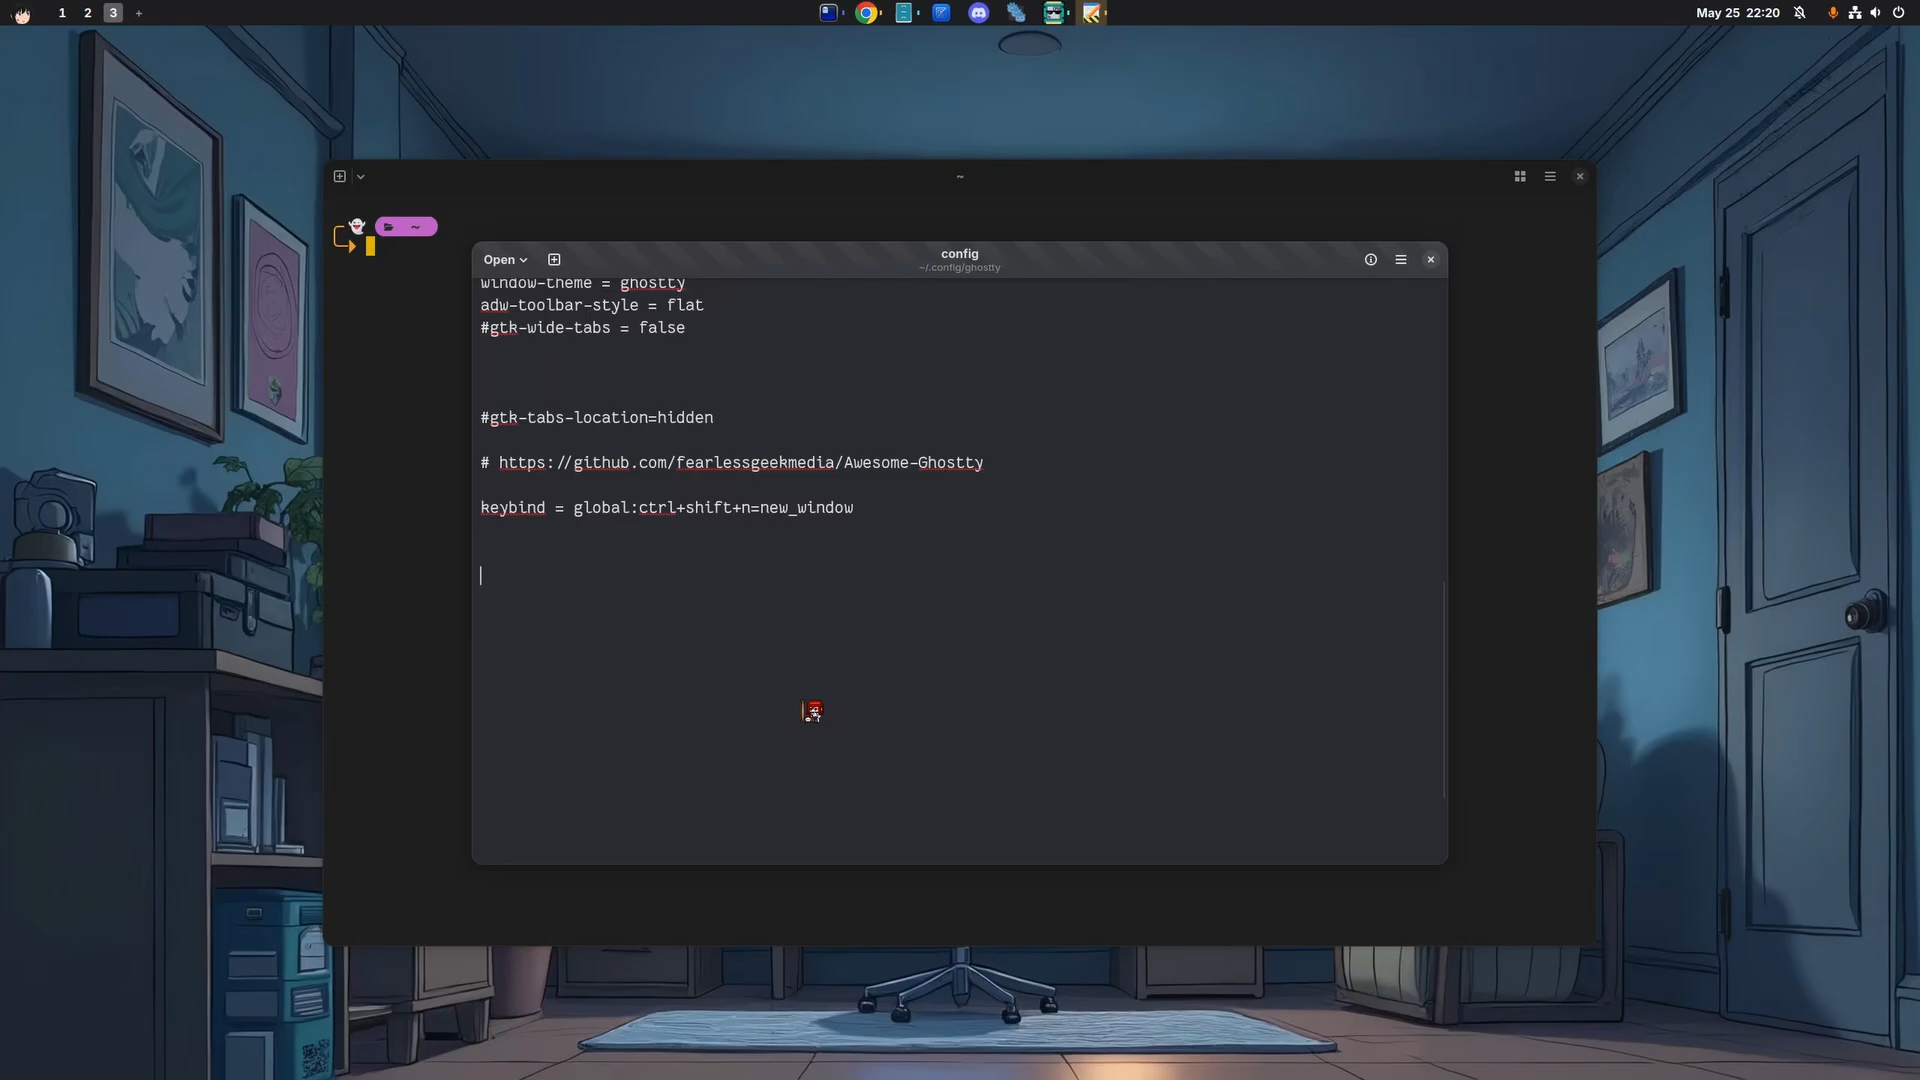 1 2 3 +
May 25 22:20
~
~
Open
config
~/.config/ghostty
window-theme = ghostty
adw-toolbar-style = flat
#gtk-wide-tabs = false
#gtk-tabs-location=hidden
# https://github.com/fearlessgeekmedia/Awesome-Ghostty
keybind = global:ctrl+shift+n=new_window